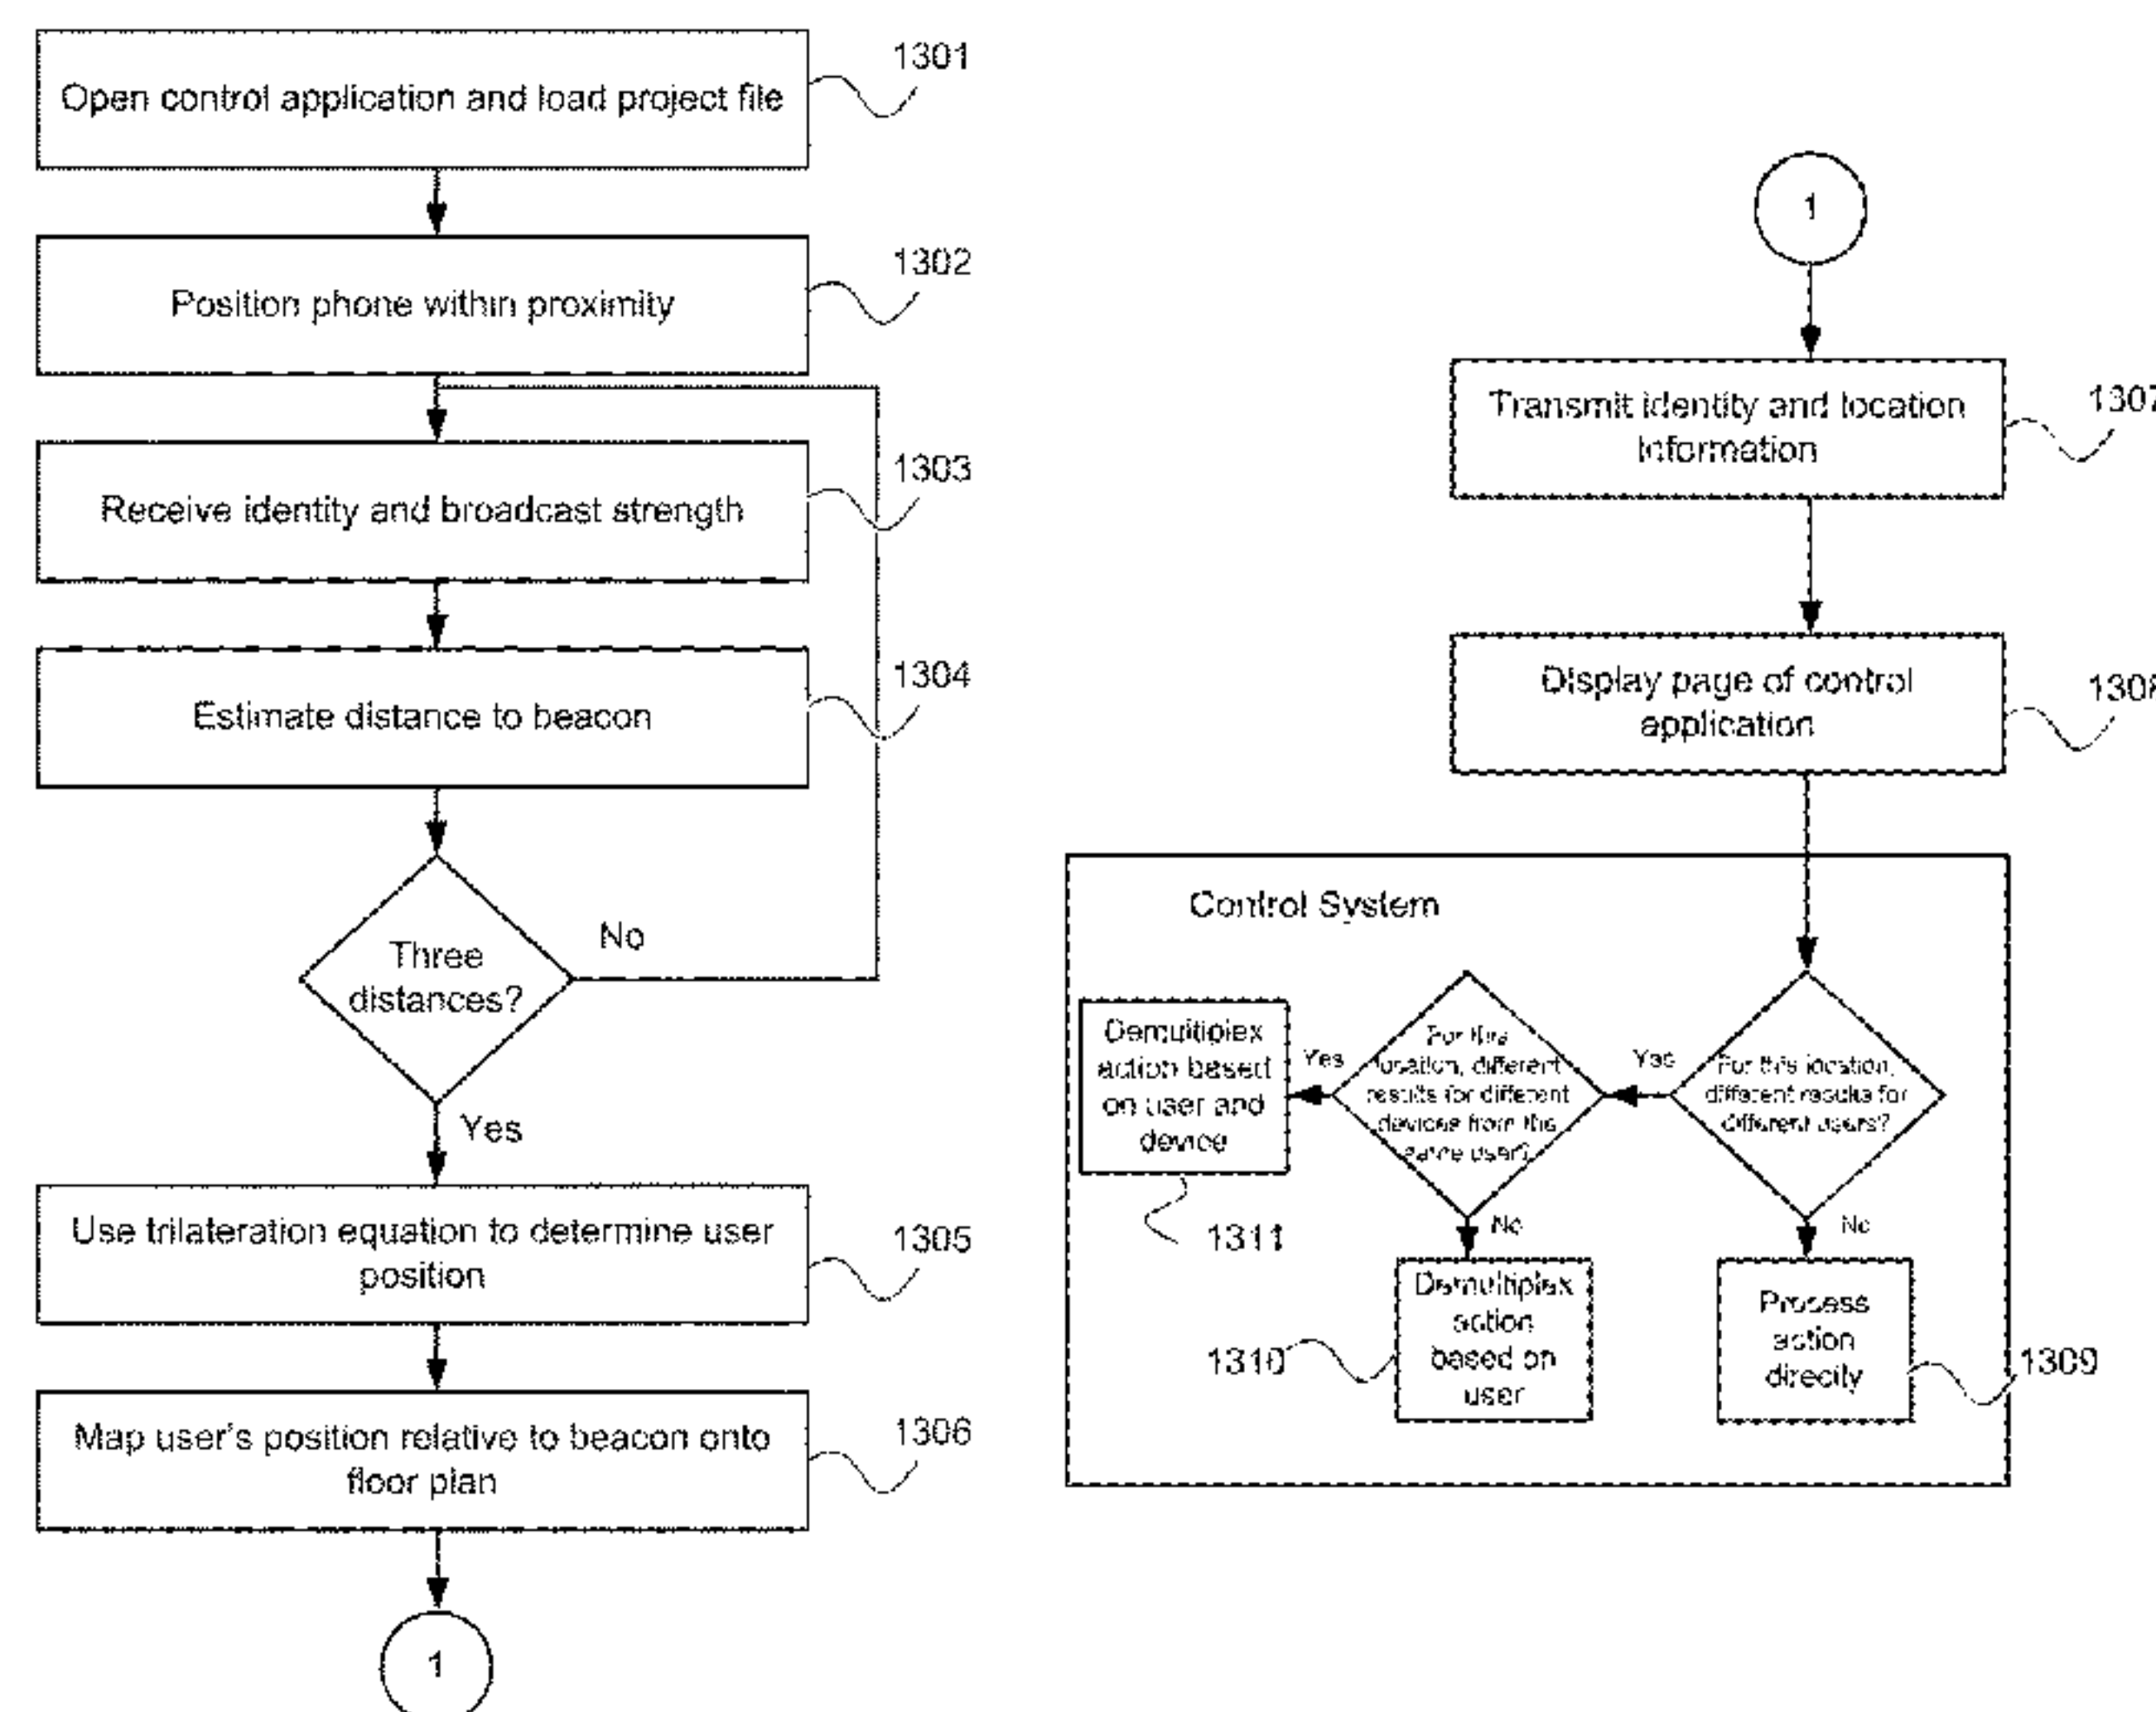 Open control application and load project file
1301
Position phone within proximity
1302
Receive identity and broadcast strength
1303
Estimate distance to beacon
1304
Three
distances?
No
Yes
Use trilateration equation to determine user
position
1305
Map user's position relative to beacon onto
floor plan
1306
1
1
Transmit identity and location
Information
1307
Display page of control
application
1308
Control System
For this location,
different results for
different users?
Yes
No
For this
location, different
results for different
devices from the
same user?
Yes
No
Demultiplex
action based
on user and
device
1311
Demultiplex
action
based on
user
1310
Process
action
directly
1309